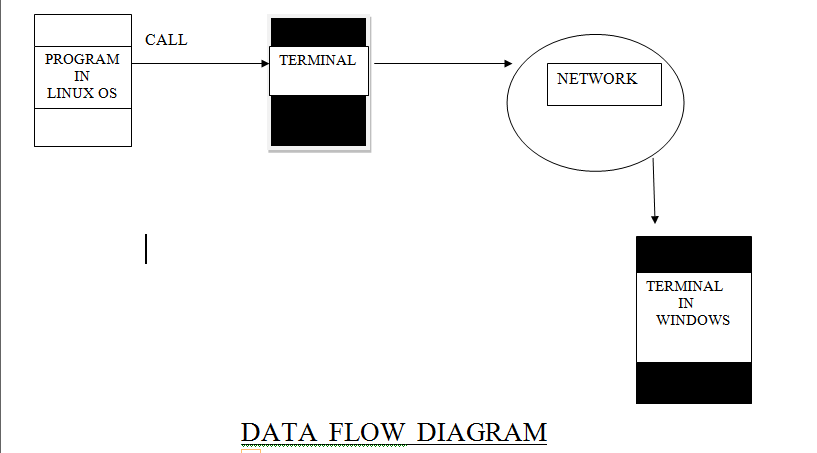 CALL
PROGRAM
IN
LINUX OS
TERMINAL
NETWORK
TERMINAL
IN
WINDOWS
DATA FLOW DIAGRAM